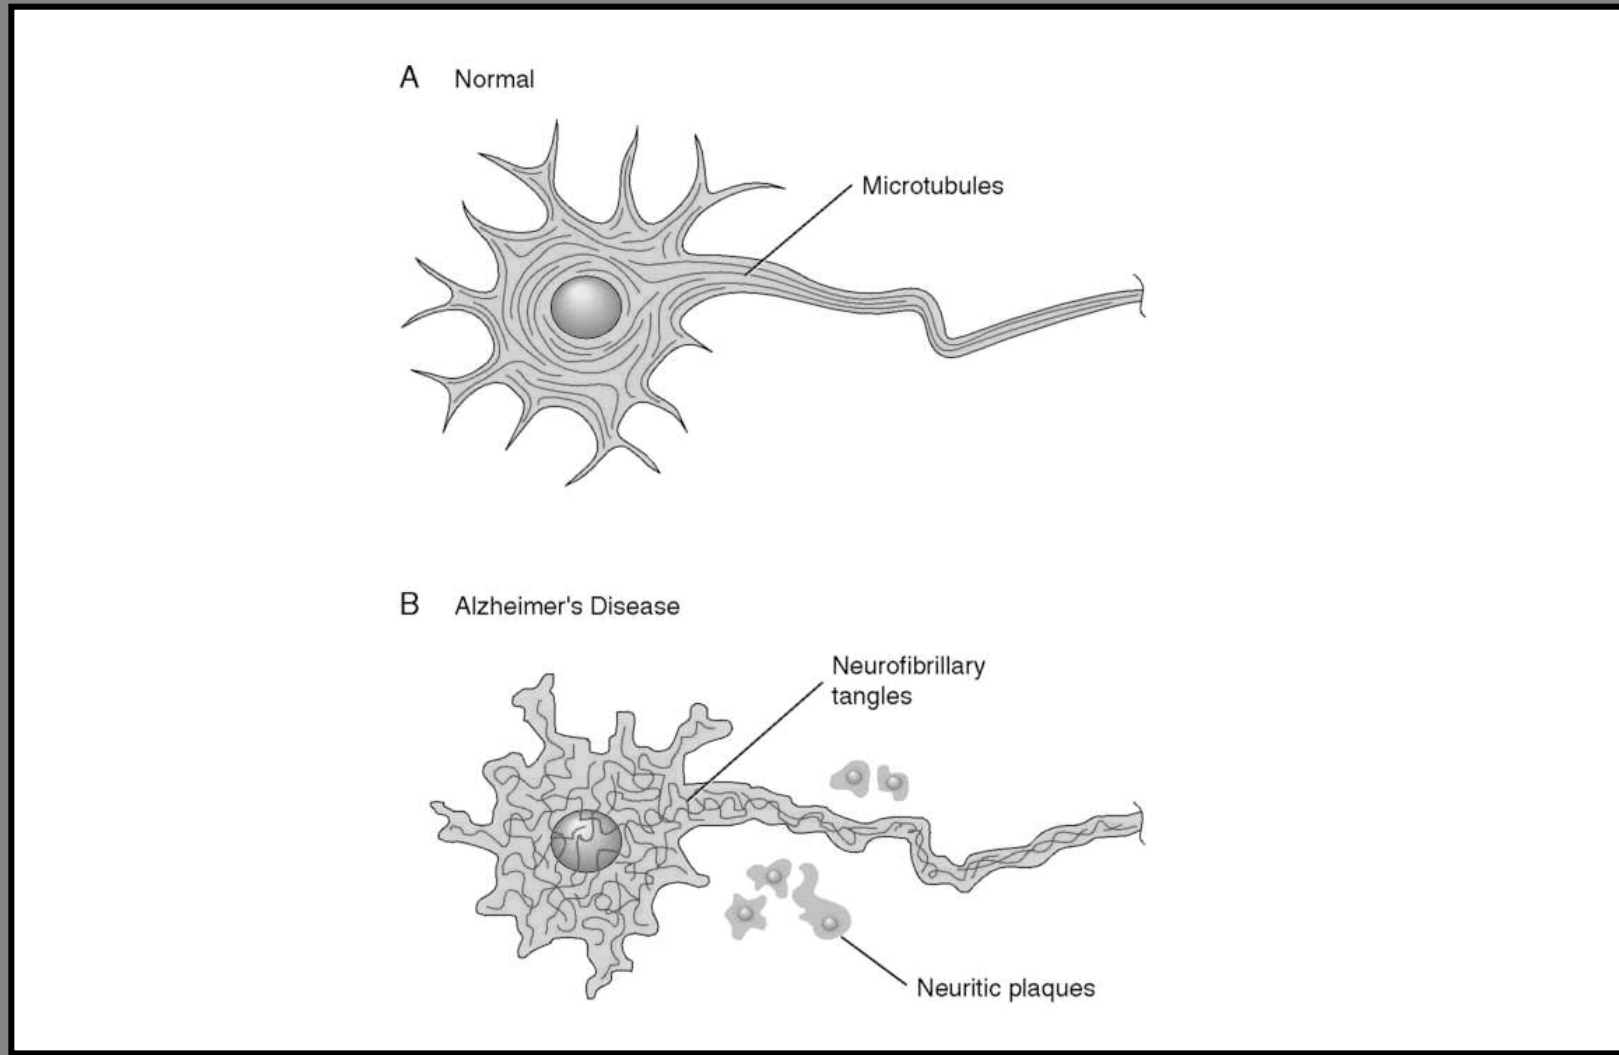 A Normal
Microtubules
B Alzheimer's Disease
Neurofibrillary
tangles
Neuritic plaques